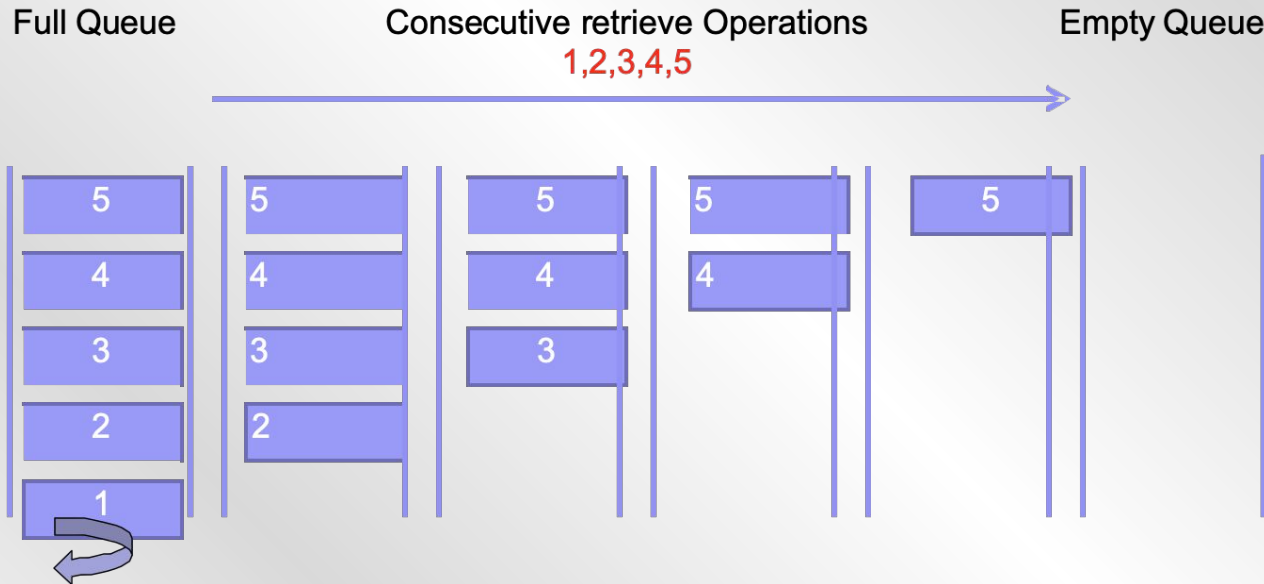 Full Queue
Consecutive retrieve Operations
Empty Queue
1,2,3,4,5
5 5 5 5 5
4 4 4 4
3 3 3
2 2
1